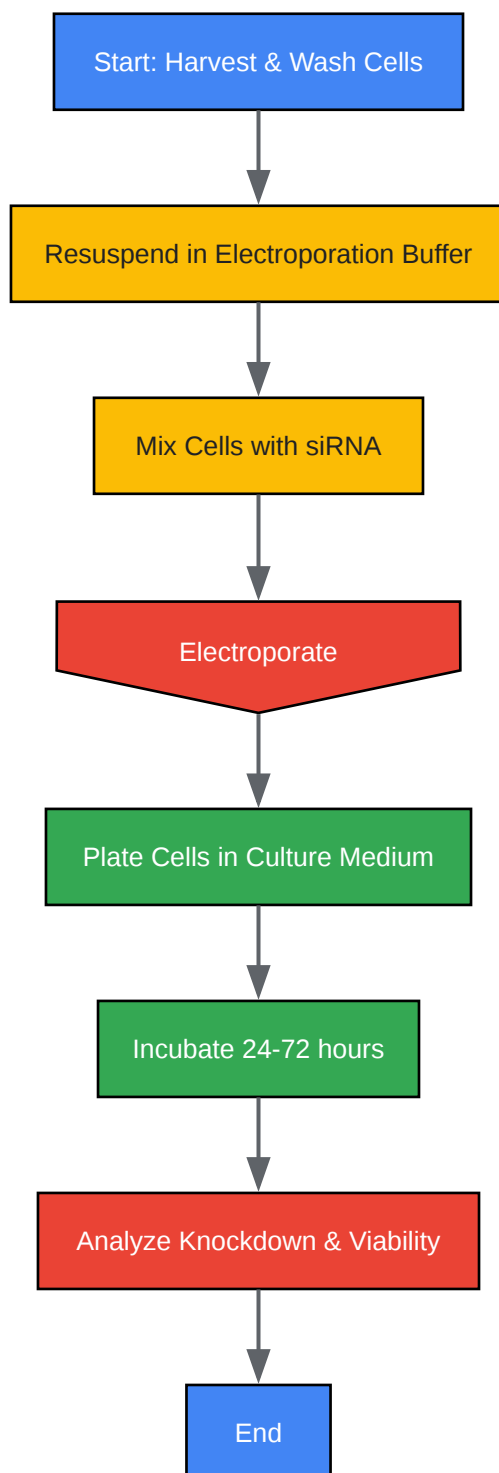 Start: Harvest & Wash Cells
Resuspend in Electroporation Buffer
Mix Cells with siRNA
Electroporate
Plate Cells in Culture Medium
Incubate 24-72 hours
Analyze Knockdown & Viability
End